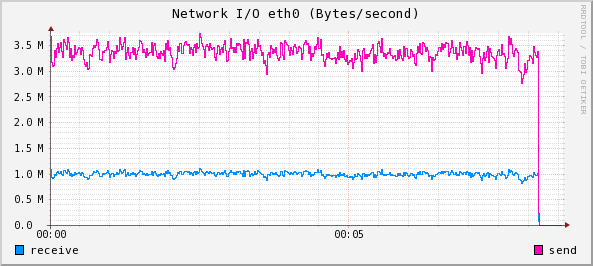 Network I/O eth0 (Bytes/second)
RRDTOOL / TOBI OETIKER
3.5 M
3.0 M
2.5 M
2.0 M
1.5 M
1.0 M
0.5 M
0.0
00:00 00:05
receive send